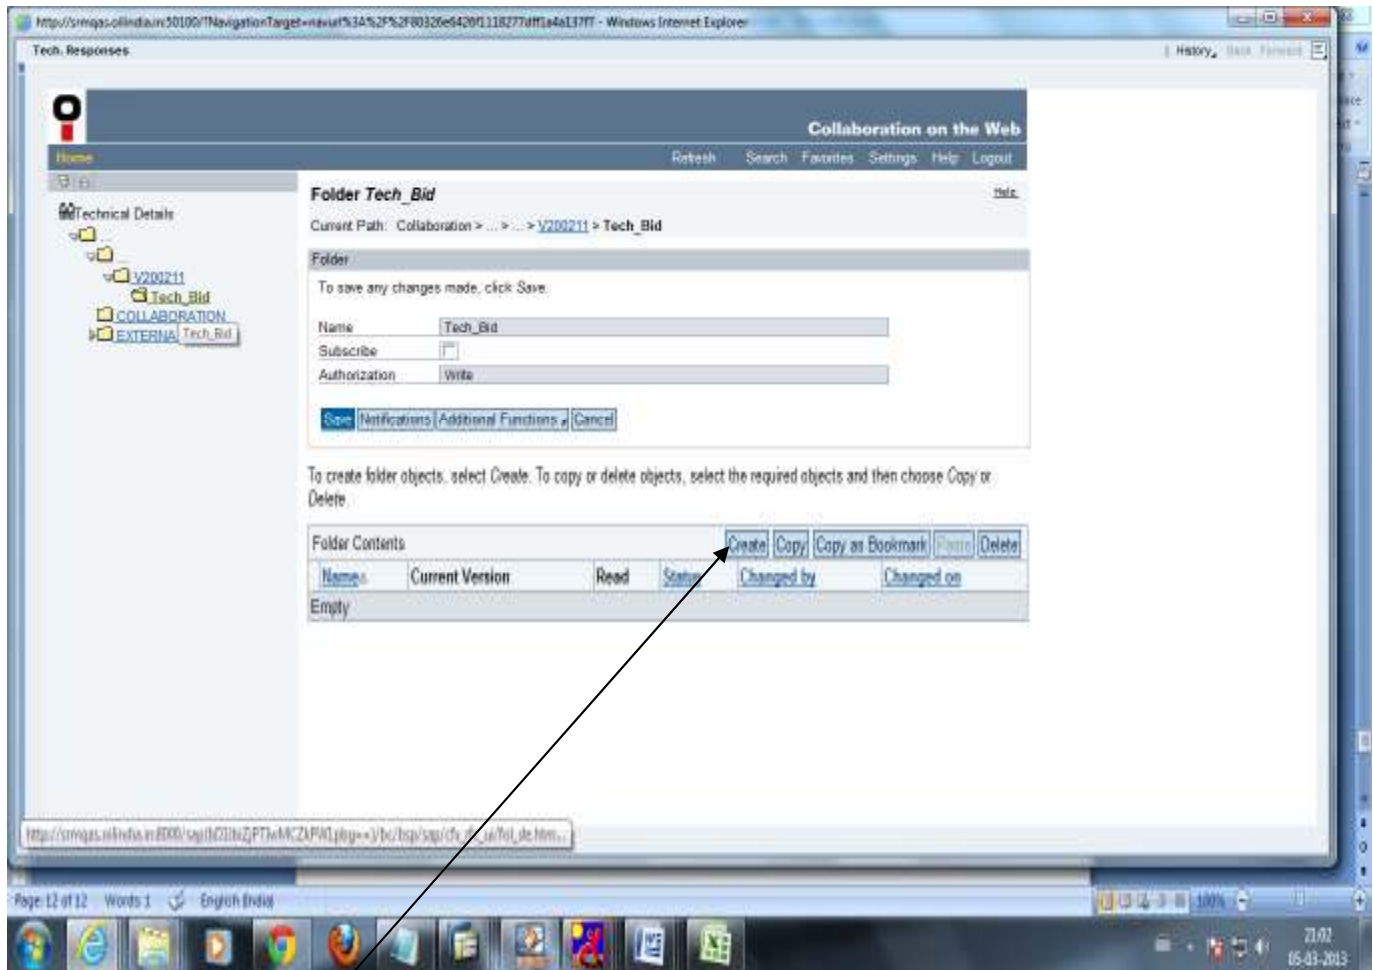 Tech. Responses
History
Collaboration on the Web
Home
Refresh Search Favorites Settings Help Logout
Technical Details
...
...
V200211
Tech_Bid
COLLABORATION
EXTERNA
Tech_Bid
Folder Tech_Bid
Help
Current Path: Collaboration > ... > ... > V200211 > Tech_Bid
Folder
To save any changes made, click Save.
Name Tech_Bid
Subscribe
Authorization Write
Save Notifications Additional Functions Cancel
To create folder objects, select Create. To copy or delete objects, select the required objects and then choose Copy or
Delete.
Folder Contents Create Copy Copy as Bookmark Paste Delete
Name Current Version Read Status Changed by Changed on
Empty
Page: 12 of 12 Words: 1 English (India) 100%
21:02
05-03-2013